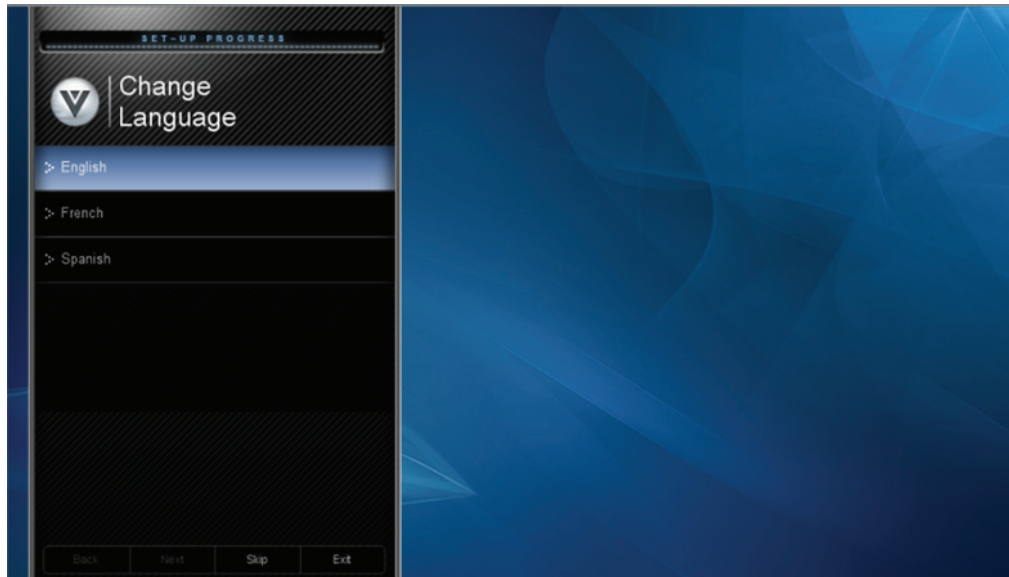 SET-UP PROGRESS
Change
Language
English
French
Spanish
Back Next Skip Exit